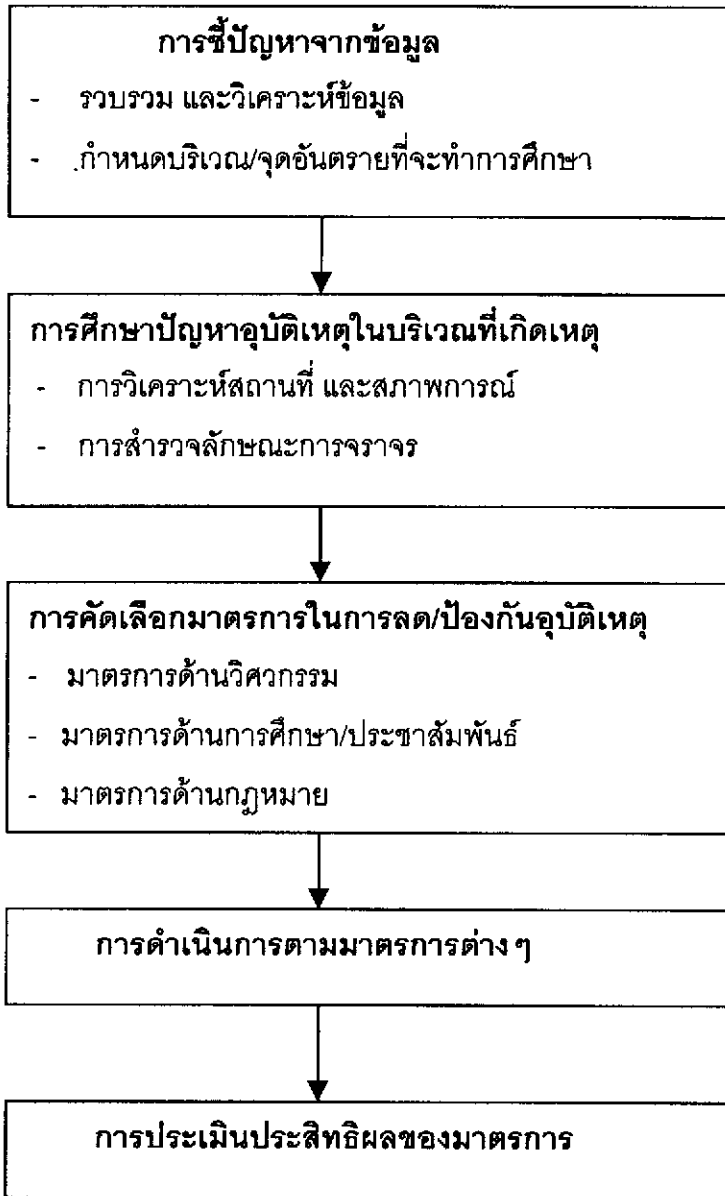 การชี้ปัญหาจากข้อมูล
- รวบรวม และวิเคราะห์ข้อมูล
- กำหนดบริเวณ/จุดอันตรายที่จะทำการศึกษา
การศึกษาปัญหาอุบัติเหตุในบริเวณที่เกิดเหตุ
- การวิเคราะห์สถานที่ และสภาพการณ์
- การสำรวจลักษณะการจราจร
การคัดเลือกมาตรการในการลด/ป้องกันอุบัติเหตุ
- มาตรการด้านวิศวกรรม
- มาตรการด้านการศึกษา/ประชาสัมพันธ์
- มาตรการด้านกฎหมาย
การดำเนินการตามมาตรการต่าง ๆ
การประเมินประสิทธิผลของมาตรการ